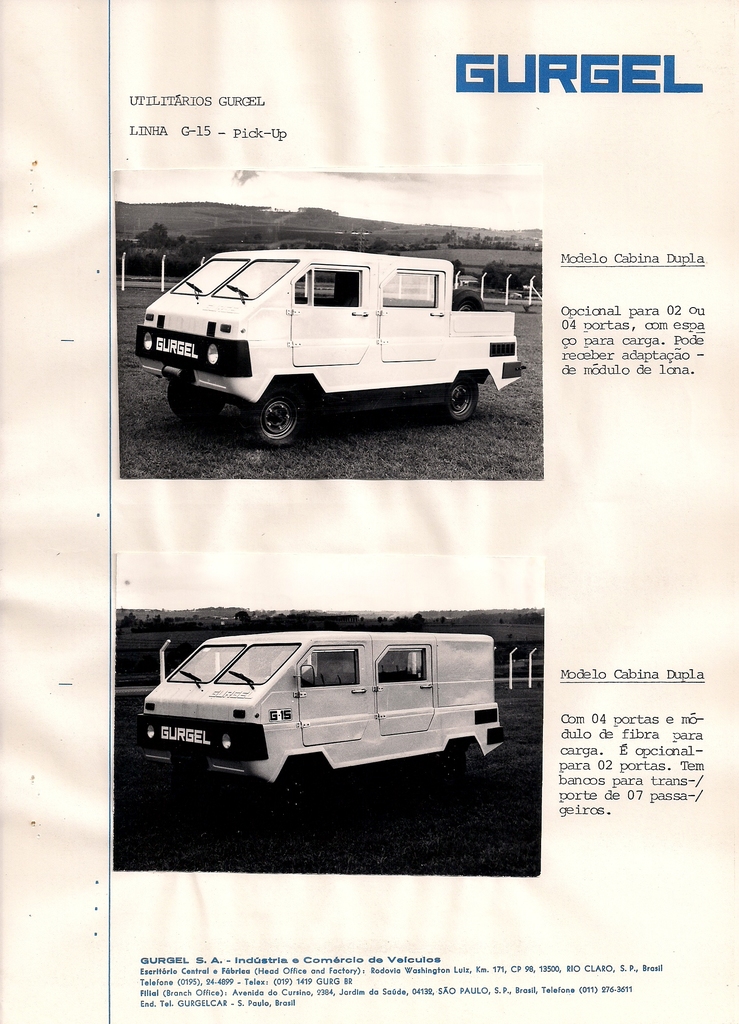 GURGEL
UTILITÁRIOS GURGEL
LINHA G-15 - Pick-Up
GURGEL
Modelo Cabina Dupla
Opcional para 02 ou
04 portas, com espa
ço para carga. Pode
receber adaptação -
de módulo de lona.
GURGEL
G-15
GURGEL
Modelo Cabina Dupla
Com 04 portas e mó-
dulo de fibra para
carga. É opcional-
para 02 portas. Tem
bancos para trans-/
porte de 07 passa-/
geiros.
GURGEL S. A. - Indústria e Comércio de Veículos
Escritório Central e Fábrica (Head Office and Factory): Rodovia Washington Luiz, Km. 171, CP 98, 13500, RIO CLARO, S. P., Brasil
Telefone (0195), 24-4899 - Telex: (019) 1419 GURG BR
Filial (Branch Office): Avenida do Cursino, 2384, Jardim da Saúde, 04132, SÃO PAULO, S. P., Brasil, Telefone (011) 276-3611
End. Tel. GURGELCAR - S. Paulo, Brasil